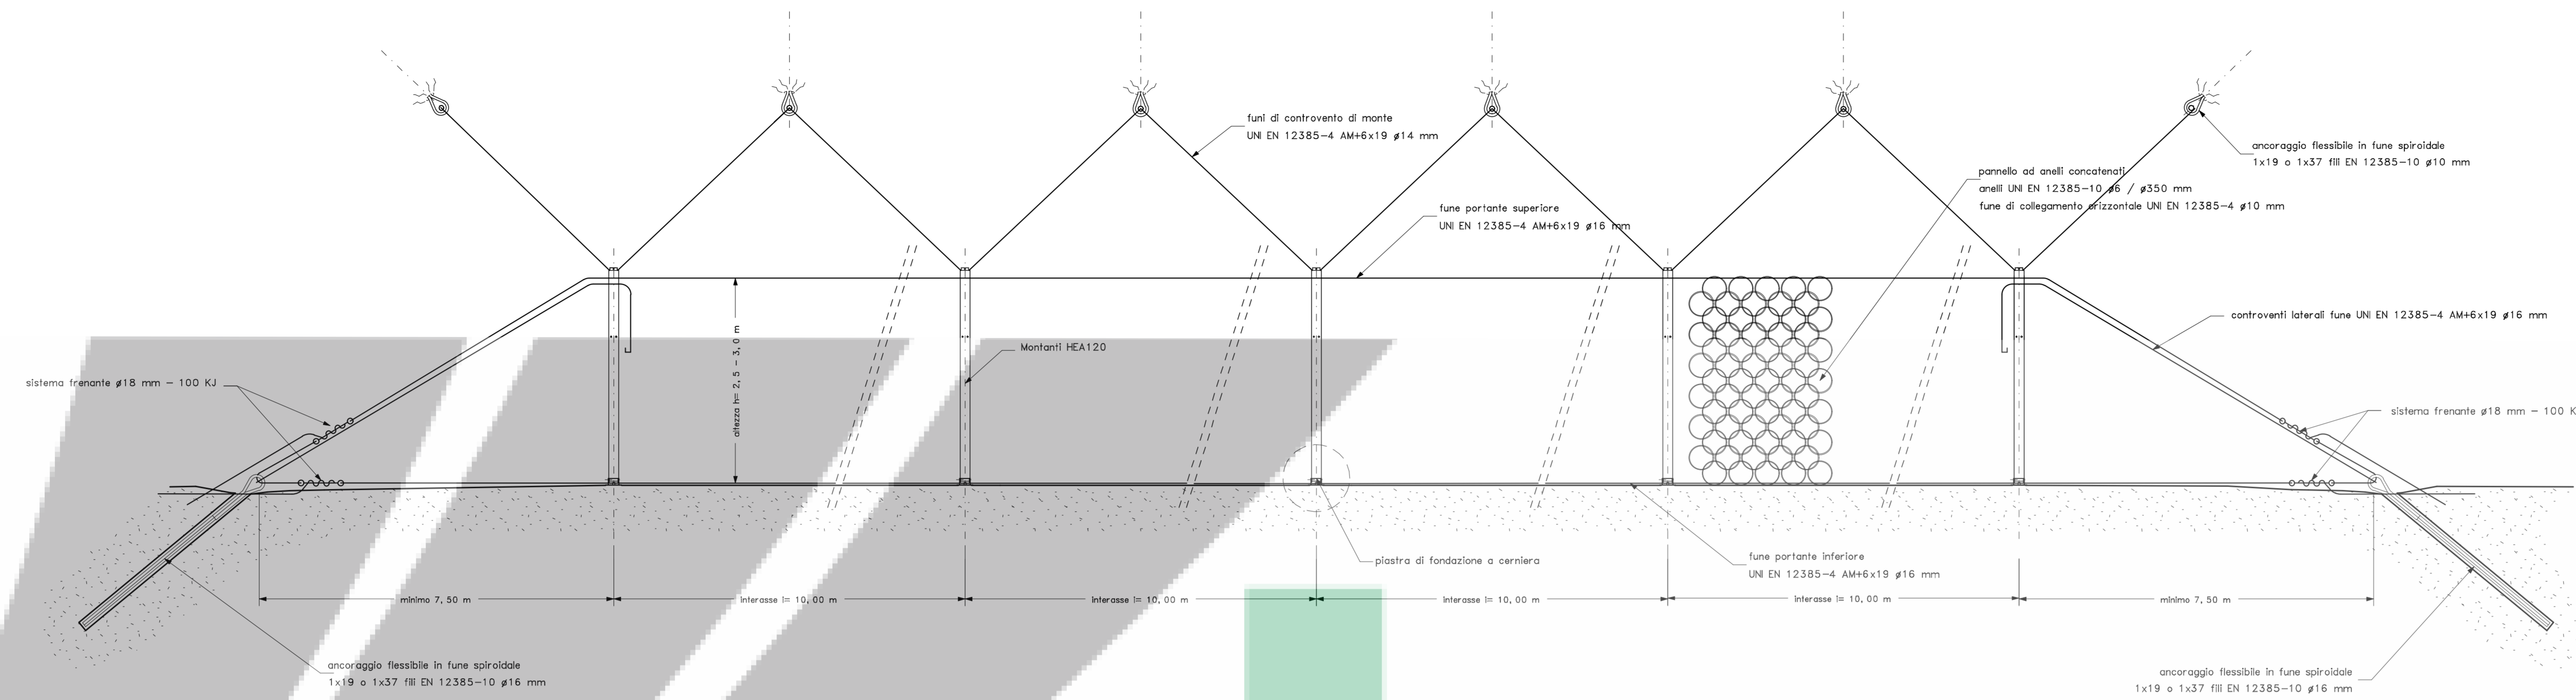 funi di controvento di monte
UNI EN 12385-4 AM+6x19 ø14 mm
ancoraggio flessibile in fune spiroidale
1x19 o 1x37 fili EN 12385-10 ø10 mm
pannello ad anelli concatenati
anelli UNI EN 12385-10 ø6 / ø350 mm
fune di collegamento orizzontale UNI EN 12385-4 ø10 mm
fune portante superiore
UNI EN 12385-4 AM+6x19 ø16 mm
controventi laterali fune UNI EN 12385-4 AM+6x19 ø16 mm
Montanti HEA120
altezza h= 2,5 - 3,0 m
sistema frenante ø18 mm - 100 KJ
sistema frenante ø18 mm - 100 K
piastra di fondazione a cerniera
fune portante inferiore
UNI EN 12385-4 AM+6x19 ø16 mm
minimo 7,50 m
interasse i= 10,00 m
interasse i= 10,00 m
interasse i= 10,00 m
interasse i= 10,00 m
minimo 7,50 m
ancoraggio flessibile in fune spiroidale
1x19 o 1x37 fili EN 12385-10 ø16 mm
ancoraggio flessibile in fune spiroidale
1x19 o 1x37 fili EN 12385-10 ø16 mm